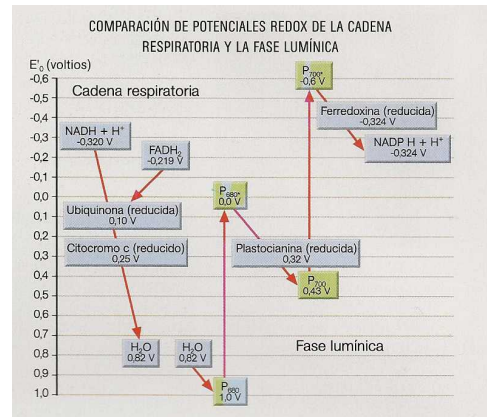 COMPARACIÓN DE POTENCIALES REDOX DE LA CADENA
RESPIRATORIA Y LA FASE LUMÍNICA
E'₀ (voltios)
-0,6
-0,5
-0,4
-0,3
-0,2
-0,1
0,0
0,1
0,2
0,3
0,4
0,5
0,6
0,7
0,8
0,9
1,0
Cadena respiratoria
NADH + H⁺
-0,320 V
FADH₂
-0,219 V
Ubiquinona (reducida)
0,10 V
Citocromo c (reducido)
0,25 V
H₂O
0,82 V
H₂O
0,82 V
P₆₈₀*
0,0 V
P₆₈₀
1,0 V
Plastocianina (reducida)
0,32 V
P₇₀₀
0,43 V
P₇₀₀*
-0,6 V
Ferredoxina (reducida)
-0,324 V
NADP H + H⁺
-0,324 V
Fase lumínica